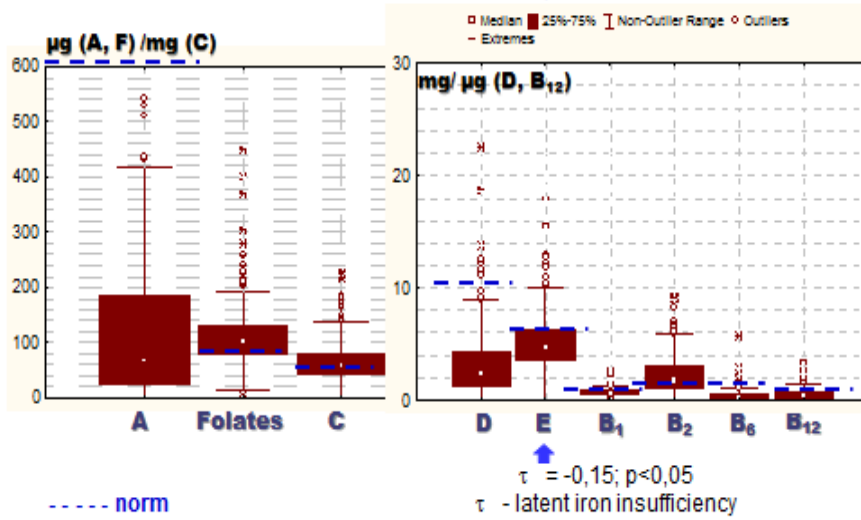 Median 25%-75% Non-Outlier Range Outliers
Extremes
µg (A, F) /mg (C)
600
500
400
300
200
100
0
A Folates C
mg/ µg (D, B₁₂)
30
20
10
0
D E B₁ B₂ B₆ B₁₂
τ = -0,15; p<0,05
τ - latent iron insufficiency
----- norm